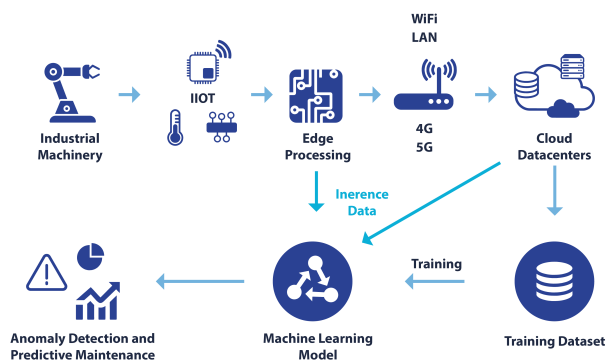 WiFi
LAN
IIOT
4G
5G
Industrial
Machinery
Edge
Processing
Cloud
Datacenters
Inerence
Data
Training
Anomaly Detection and
Predictive Maintenance
Machine Learning
Model
Training Dataset